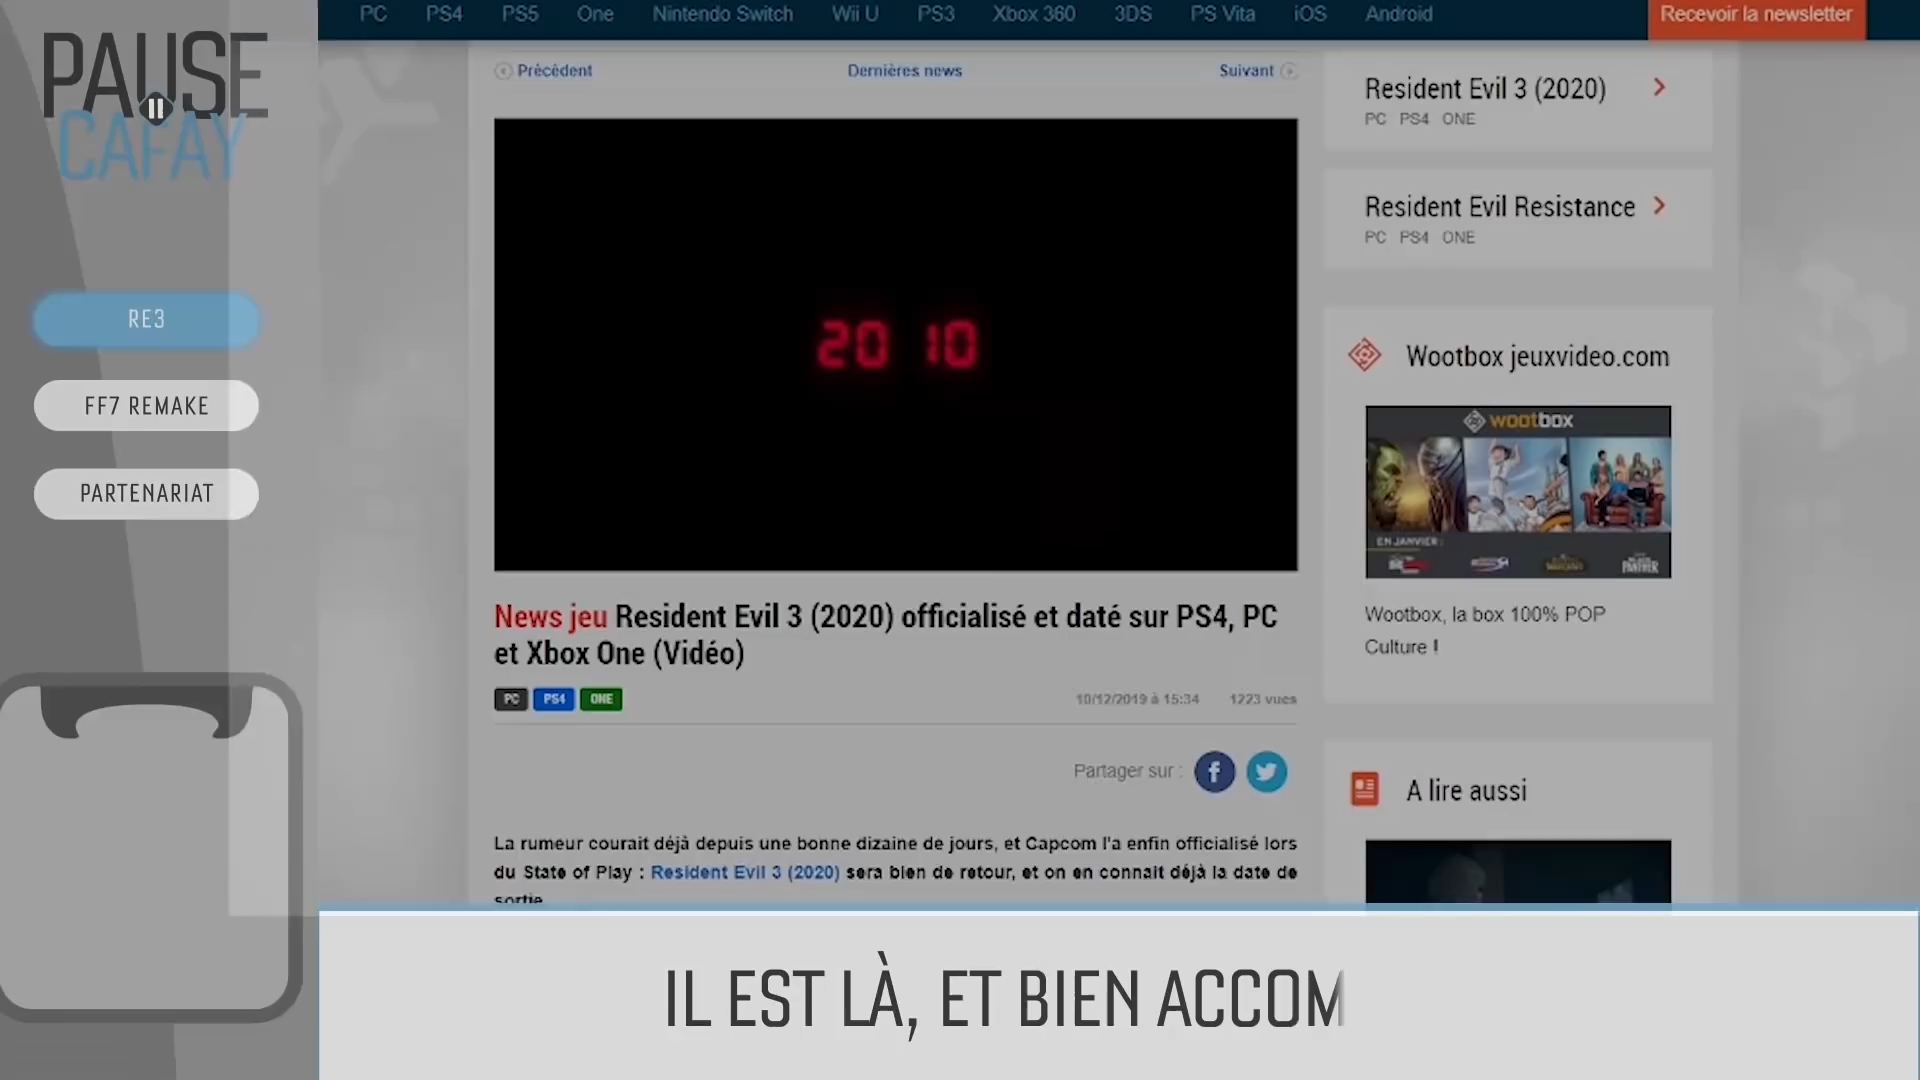 PAUSE
CAFAY
RE3
FF7 REMAKE
PARTENARIAT
PC PS4 PS5 One Nintendo Switch Wii U PS3 Xbox 360 3DS PS Vita iOS Android
Recevoir la newsletter
Précédent
Dernières news
Suivant
20 10
News jeu Resident Evil 3 (2020) officialisé et daté sur PS4, PC
et Xbox One (Vidéo)
PC PS4 ONE
10/12/2019 à 15:34 1223 vues
Partager sur :
La rumeur courait déjà depuis une bonne dizaine de jours, et Capcom l'a enfin officialisé lors
du State of Play : Resident Evil 3 (2020) sera bien de retour, et on en connait déjà la date de
sortie.
Resident Evil 3 (2020)
PC PS4 ONE
Resident Evil Resistance
PC PS4 ONE
Wootbox jeuxvideo.com
wootbox
EN JANVIER :
PANTHER
Wootbox, la box 100% POP
Culture !
A lire aussi
IL EST LÀ, ET BIEN ACCOM